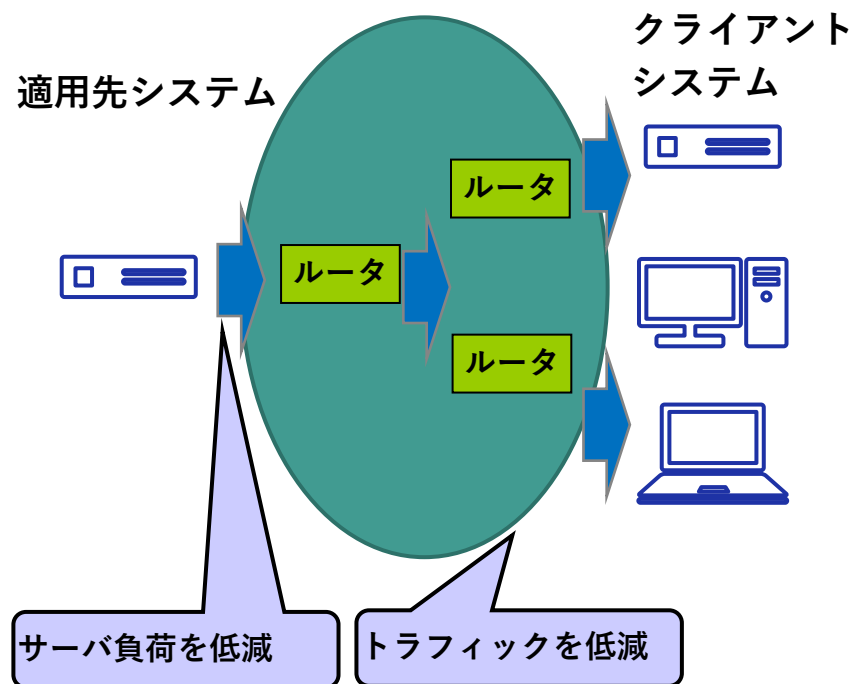 適用先システム
クライアント
システム
ルータ
ルータ
ルータ
サーバ負荷を低減
トラフィックを低減